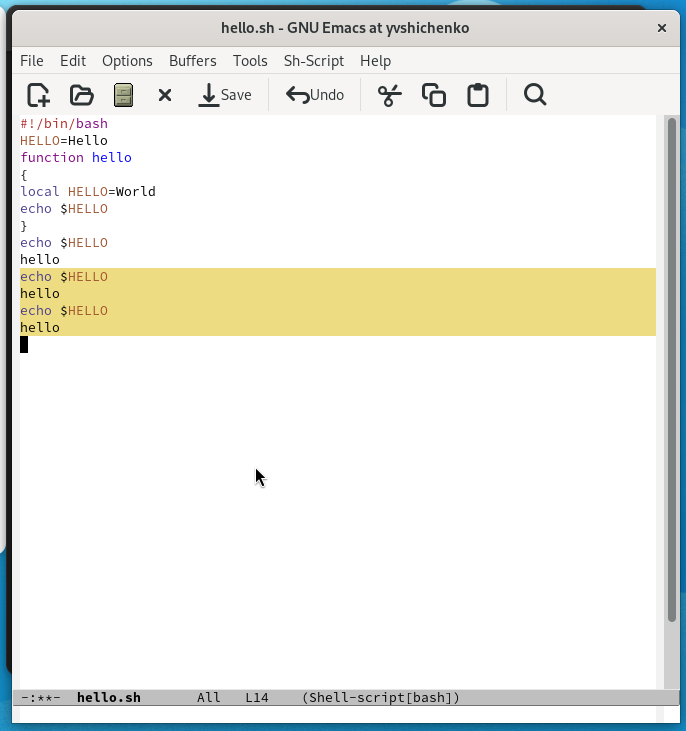 hello.sh - GNU Emacs at yvshichenko
File Edit Options Buffers Tools Sh-Script Help
Save Undo
#!/bin/bash
HELLO=Hello
function hello
{
local HELLO=World
echo $HELLO
}
echo $HELLO
hello
echo $HELLO
hello
echo $HELLO
hello
-:**- hello.sh All L14 (Shell-script[bash])